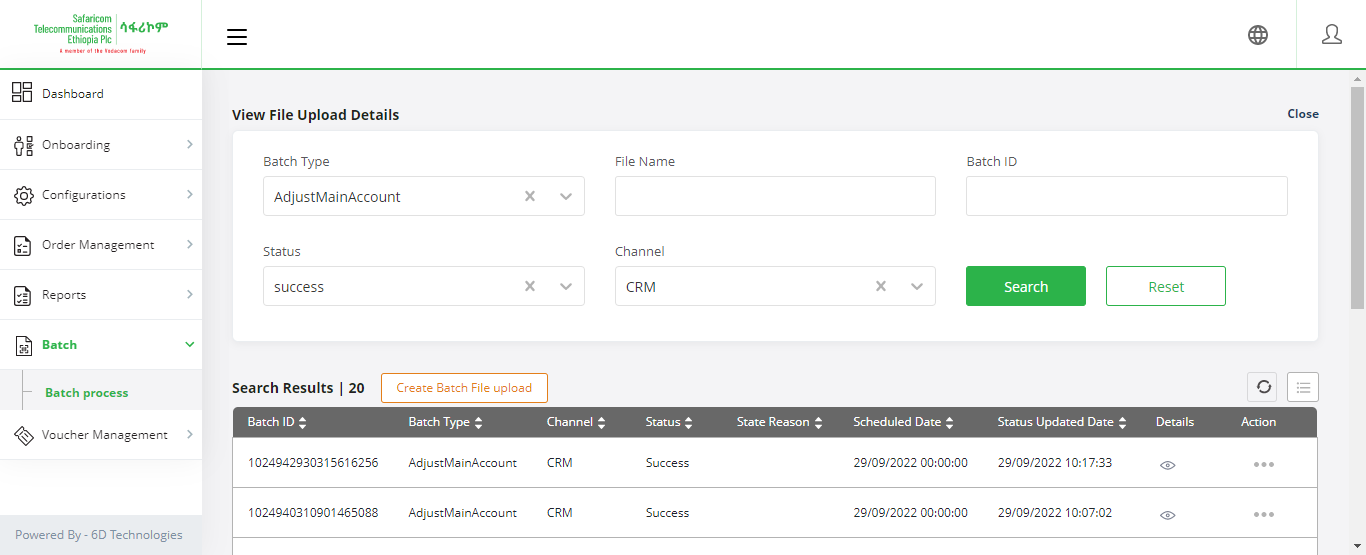 Safaricom
Telecommunications
Ethiopia Plc
ሳፋሪኮም
A member of the Vodacom family
Dashboard
Onboarding
Configurations
Order Management
Reports
Batch
Batch process
Voucher Management
Powered By - 6D Technologies
View File Upload Details
Close
Batch Type
File Name
Batch ID
AdjustMainAccount
Status
Channel
success
CRM
Search
Reset
Search Results | 20
Create Batch File upload
Batch ID Batch Type Channel Status State Reason Scheduled Date Status Updated Date Details Action
1024942930315616256 AdjustMainAccount CRM Success 29/09/2022 00:00:00 29/09/2022 10:17:33
1024940310901465088 AdjustMainAccount CRM Success 29/09/2022 00:00:00 29/09/2022 10:07:02